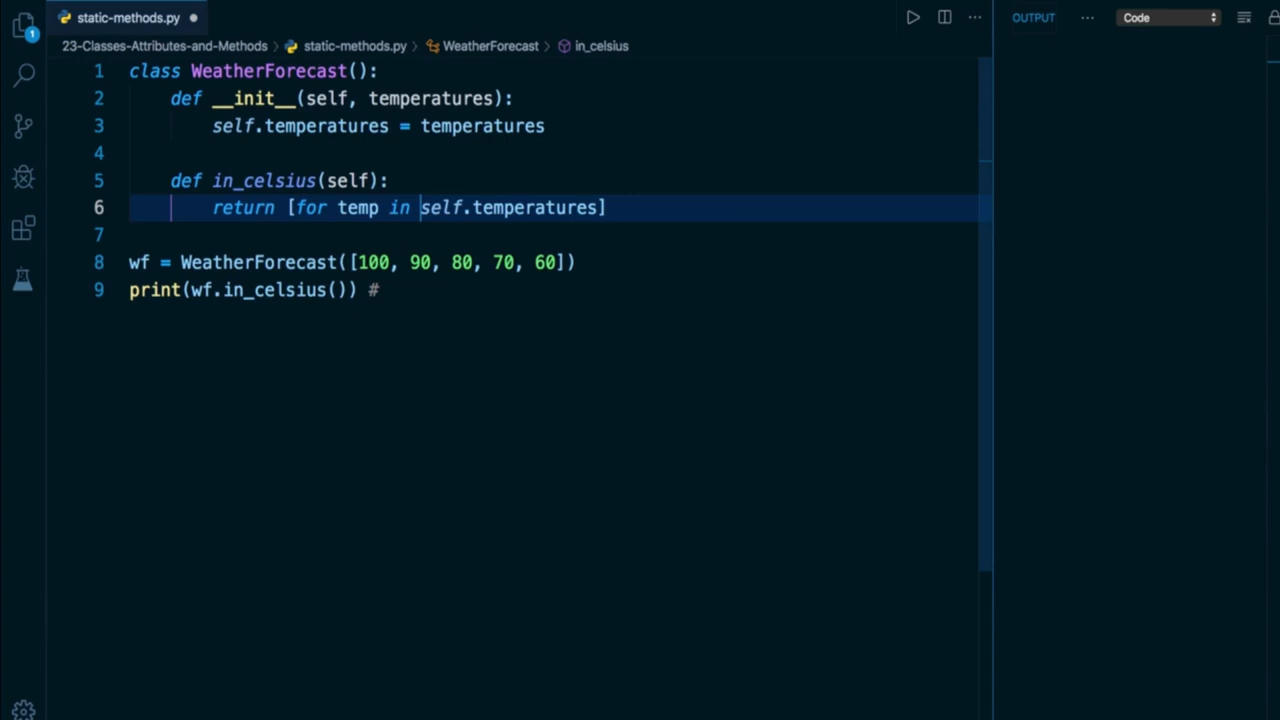 static-methods.py
OUTPUT
Code
1
23-Classes-Attributes-and-Methods > static-methods.py > WeatherForecast > in_celsius
1 class WeatherForecast():
2 def __init__(self, temperatures):
3 self.temperatures = temperatures
4
5 def in_celsius(self):
6 return [for temp in self.temperatures]
7
8 wf = WeatherForecast([100, 90, 80, 70, 60])
9 print(wf.in_celsius()) #